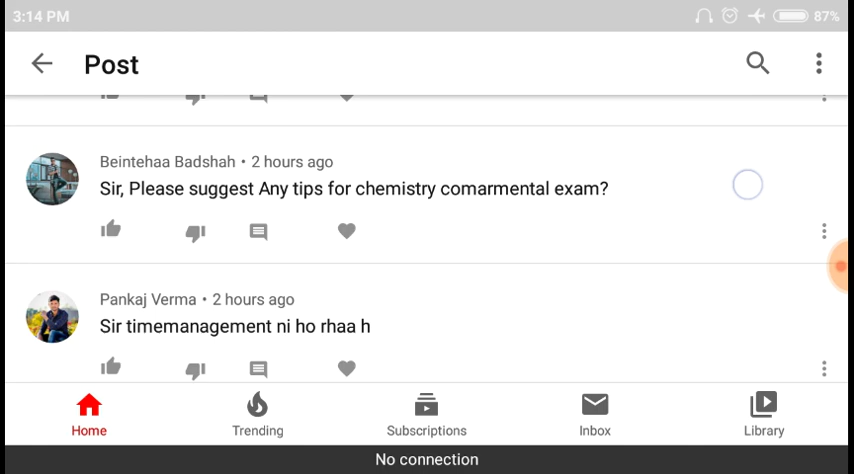 3:14 PM
87%
Post
Beintehaa Badshah • 2 hours ago
Sir, Please suggest Any tips for chemistry comarmental exam?
Pankaj Verma • 2 hours ago
Sir timemanagement ni ho rhaa h
Home Trending Subscriptions Inbox Library
No connection